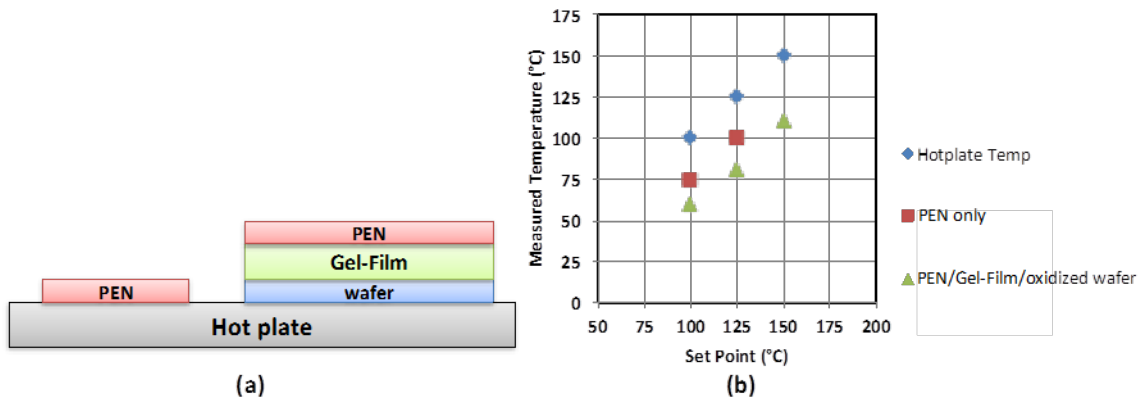 PEN
PEN
Gel-Film
wafer
Hot plate
(a)
Measured Temperature (°C)
175
150
125
100
75
50
25
0
50 75 100 125 150 175 200
Set Point (°C)
(b)
Hotplate Temp
PEN only
PEN/Gel-Film/oxidized wafer